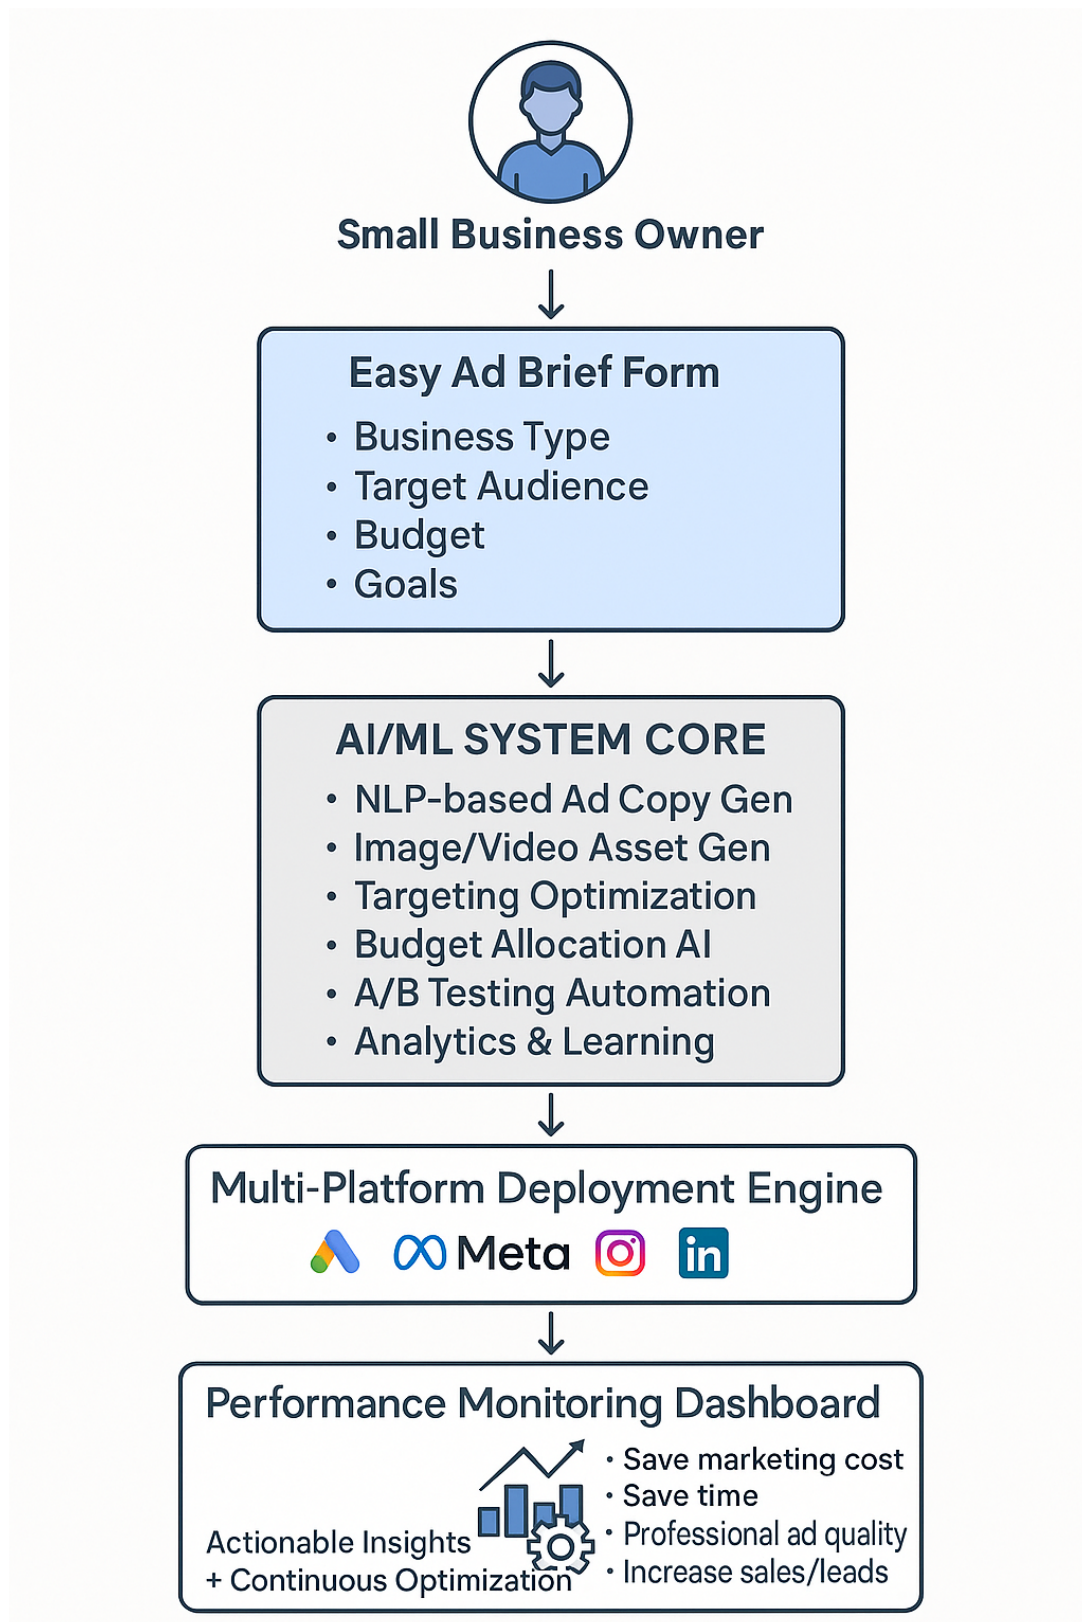 Small Business Owner
Easy Ad Brief Form
• Business Type
• Target Audience
• Budget
• Goals
AI/ML SYSTEM CORE
• NLP-based Ad Copy Gen
• Image/Video Asset Gen
• Targeting Optimization
• Budget Allocation AI
• A/B Testing Automation
• Analytics & Learning
Multi-Platform Deployment Engine
Meta
in
Performance Monitoring Dashboard
Actionable Insights
+ Continuous Optimization
• Save marketing cost
• Save time
• Professional ad quality
• Increase sales/leads